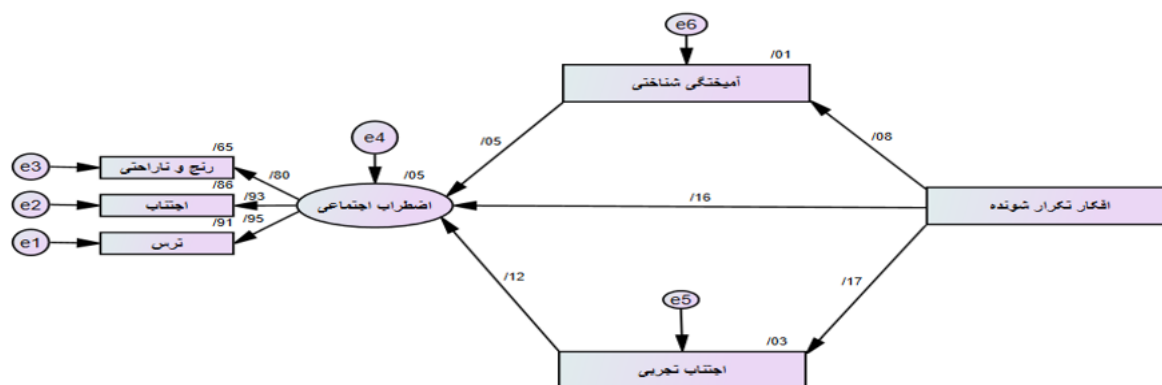 e6
/01
آمیختگی شناختی
/05
/08
e4
/65
e3
رنج و ناراحتی
/80
/86
/05
e2
اجتناب
/93
اضطراب اجتماعی
/16
افکار تکرار شونده
/91
/95
e1
ترس
/12
/17
e5
/03
اجتناب تجربی